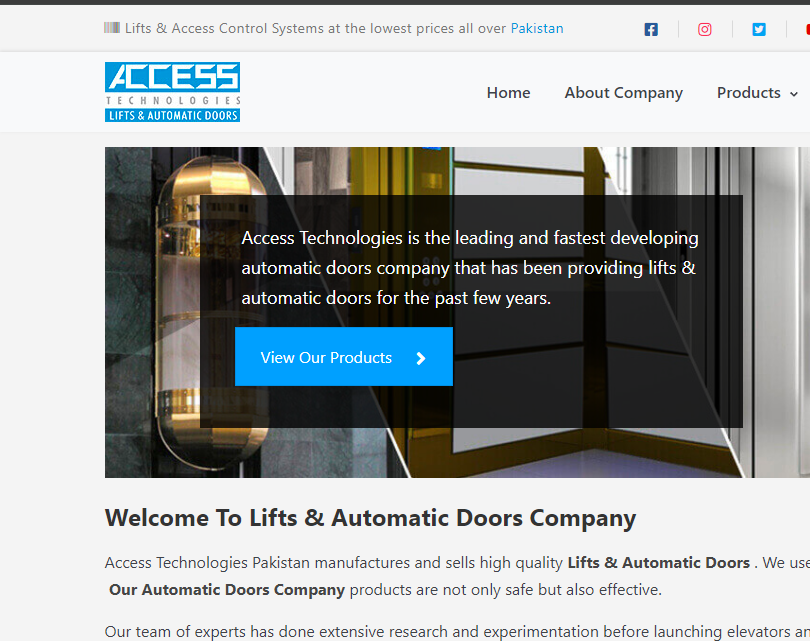 Lifts & Access Control Systems at the lowest prices all over Pakistan
ACCESS
TECHNOLOGIES
LIFTS & AUTOMATIC DOORS
Home About Company Products
Access Technologies is the leading and fastest developing
automatic doors company that has been providing lifts &
automatic doors for the past few years.
View Our Products
Welcome To Lifts & Automatic Doors Company
Access Technologies Pakistan manufactures and sells high quality Lifts & Automatic Doors . We use
Our Automatic Doors Company products are not only safe but also effective.
Our team of experts has done extensive research and experimentation before launching elevators an